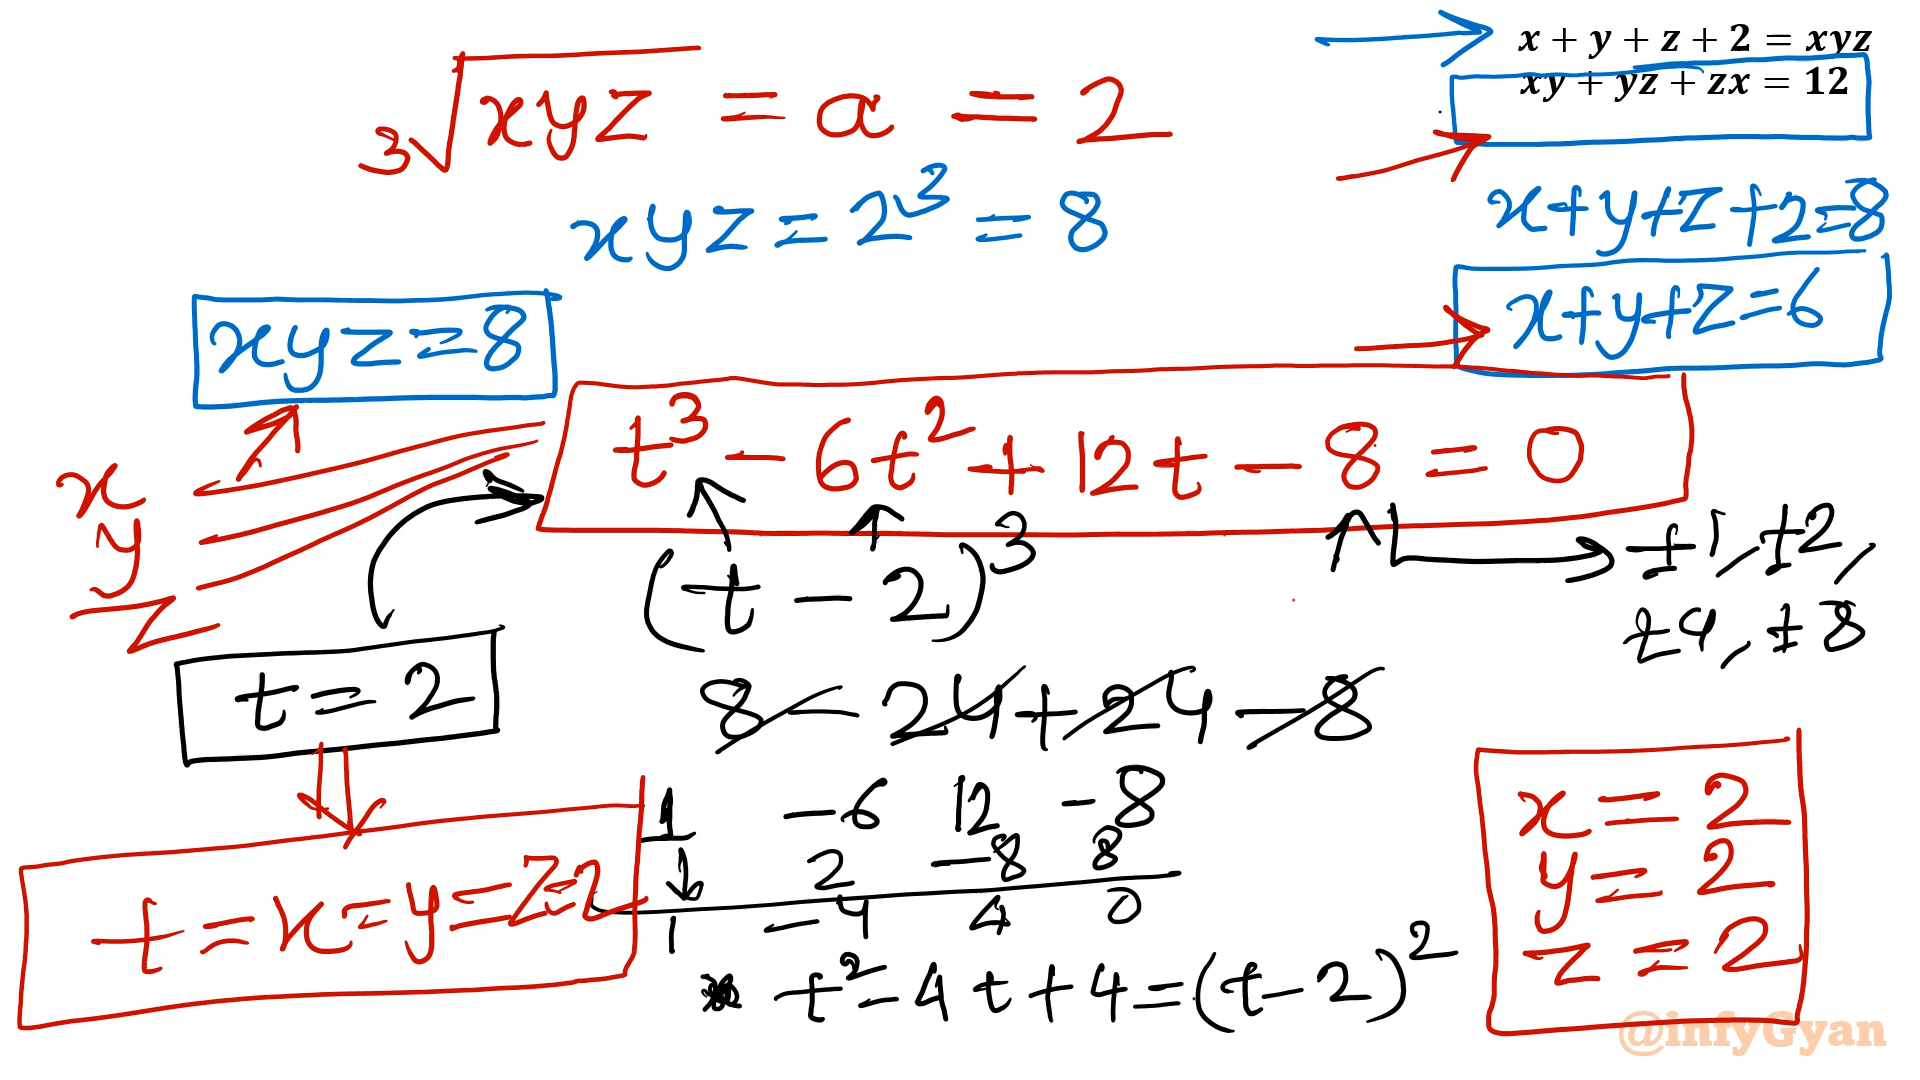 x + y + z + 2 = xyz
xy + yz + zx = 12
∛xyz = a = 2
xyz = 2³ = 8
x+y+z+2=8
x+y+z=6
xyz=8
t³ - 6t² + 12t - 8 = 0
x
y
z
(t - 2)³
±1, ±2,
±4, ±8
t = 2
8 - 24 + 24 - 8
1 -6 12 -8
2 -8 8
1 -4 4 0
t² - 4t + 4 = (t - 2)²
t = x = y = z = 2
x = 2
y = 2
z = 2
@infyGyan